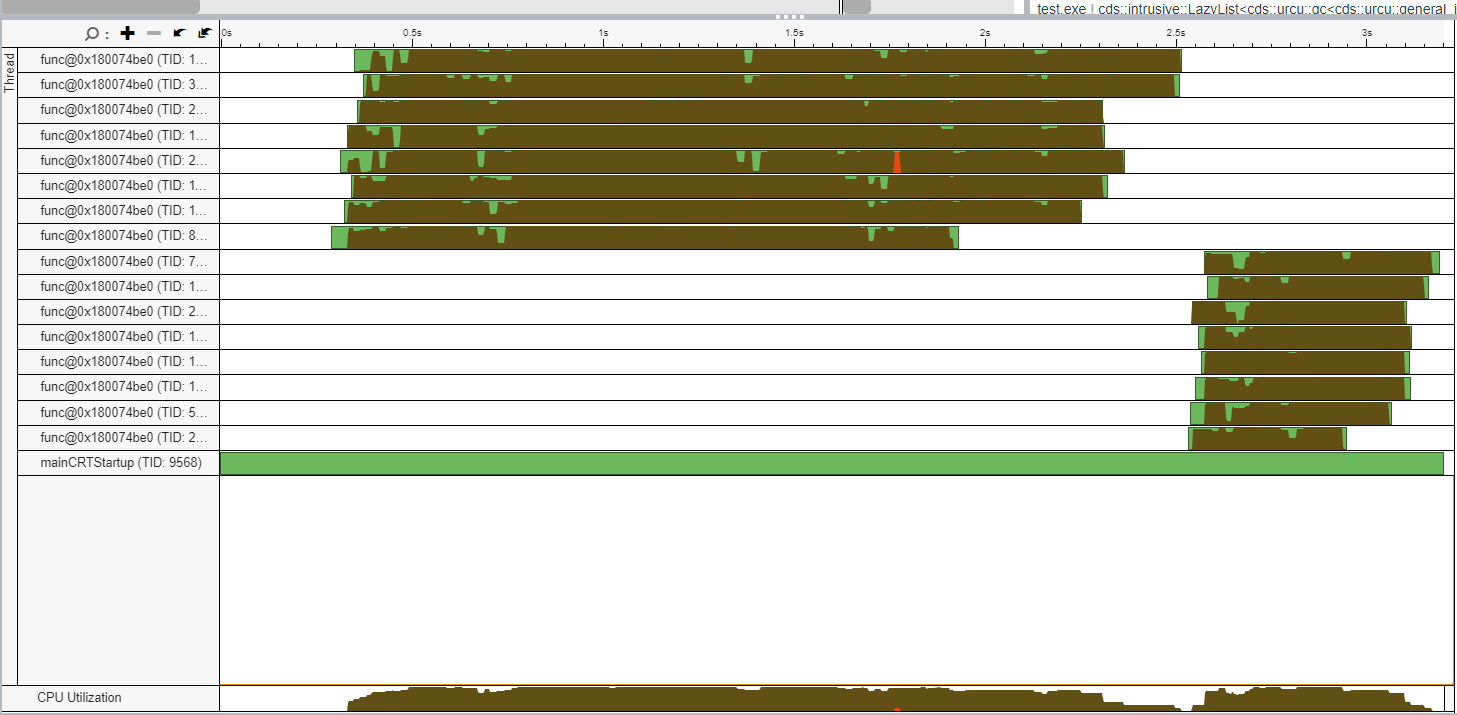 test.exe ! cds::intrusive::LazyList<cds::urcu::gc<cds::urcu::general_i
0s 0.5s 1s 1.5s 2s 2.5s 3s
Thread
func@0x180074be0 (TID: 1...
func@0x180074be0 (TID: 3...
func@0x180074be0 (TID: 2...
func@0x180074be0 (TID: 1...
func@0x180074be0 (TID: 2...
func@0x180074be0 (TID: 1...
func@0x180074be0 (TID: 1...
func@0x180074be0 (TID: 8...
func@0x180074be0 (TID: 7...
func@0x180074be0 (TID: 1...
func@0x180074be0 (TID: 2...
func@0x180074be0 (TID: 1...
func@0x180074be0 (TID: 1...
func@0x180074be0 (TID: 1...
func@0x180074be0 (TID: 5...
func@0x180074be0 (TID: 2...
mainCRTStartup (TID: 9568)
CPU Utilization